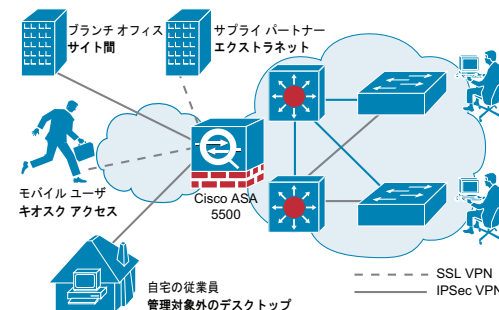 ブランチ オフィス
サイト間
サプライ パートナー
エクストラネット
モバイル ユーザ
キオスク アクセス
Cisco ASA
5500
自宅の従業員
管理対象外のデスクトップ
SSL VPN
IPSec VPN